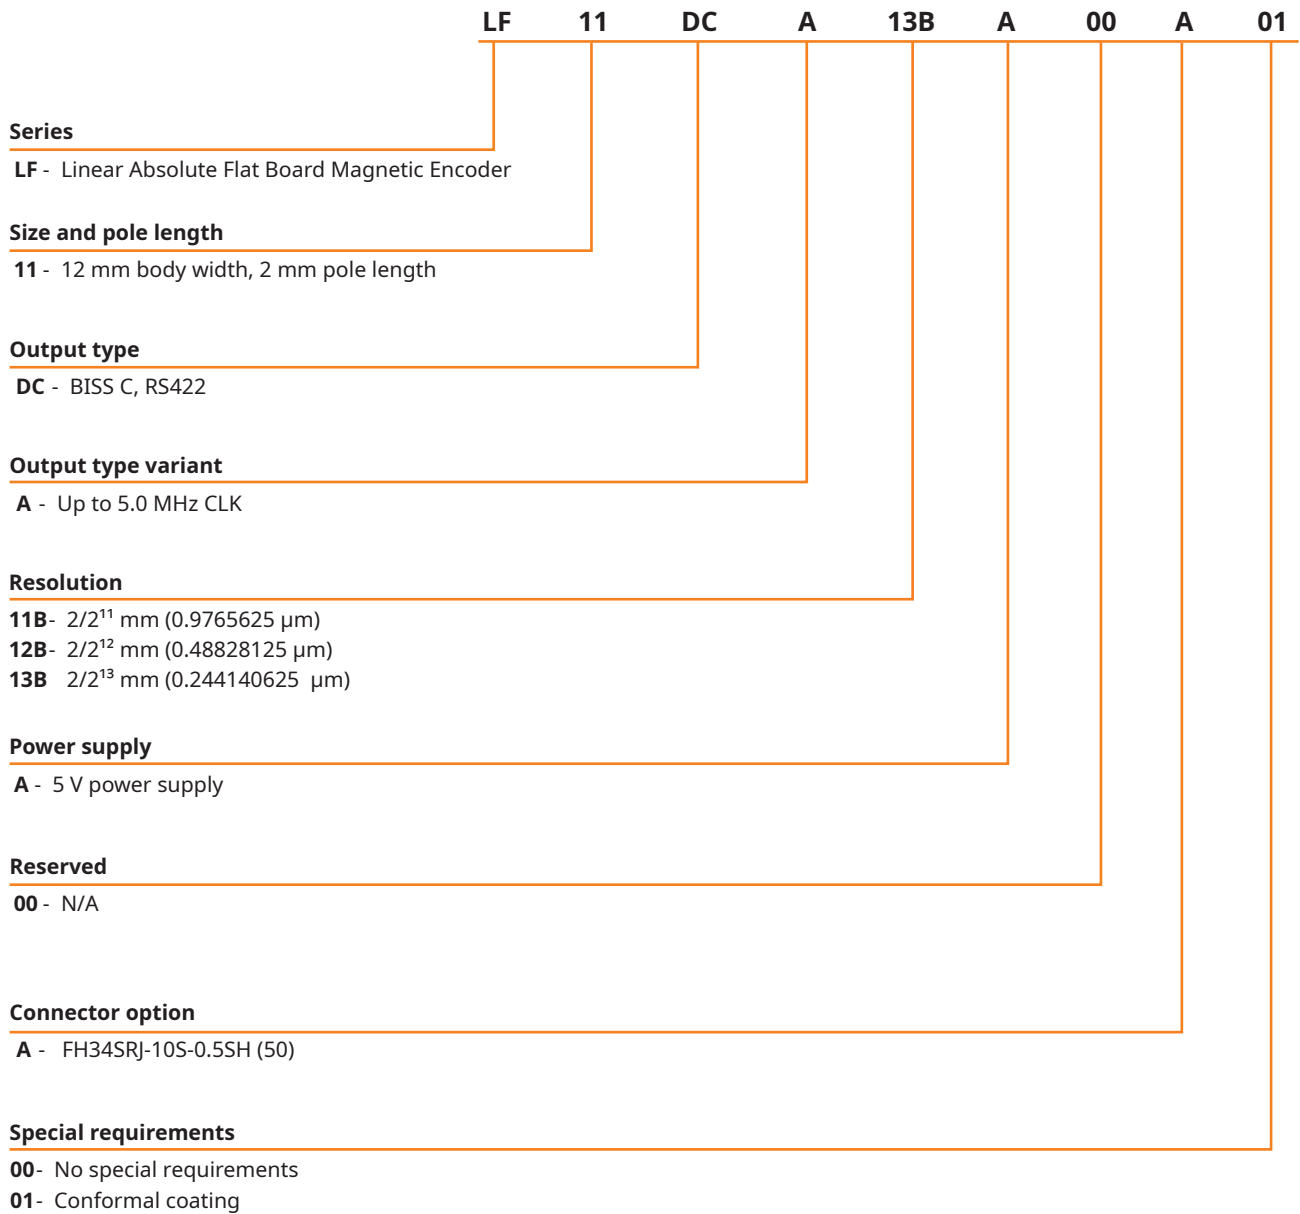 LF 11 DC A 13B A 00 A 01
Series
LF - Linear Absolute Flat Board Magnetic Encoder
Size and pole length
11 - 12 mm body width, 2 mm pole length
Output type
DC - BISS C, RS422
Output type variant
A - Up to 5.0 MHz CLK
Resolution
11B- 2/2¹¹ mm (0.9765625 µm)
12B- 2/2¹² mm (0.48828125 µm)
13B 2/2¹³ mm (0.244140625 µm)
Power supply
A - 5 V power supply
Reserved
00 - N/A
Connector option
A - FH34SRJ-10S-0.5SH (50)
Special requirements
00- No special requirements
01- Conformal coating